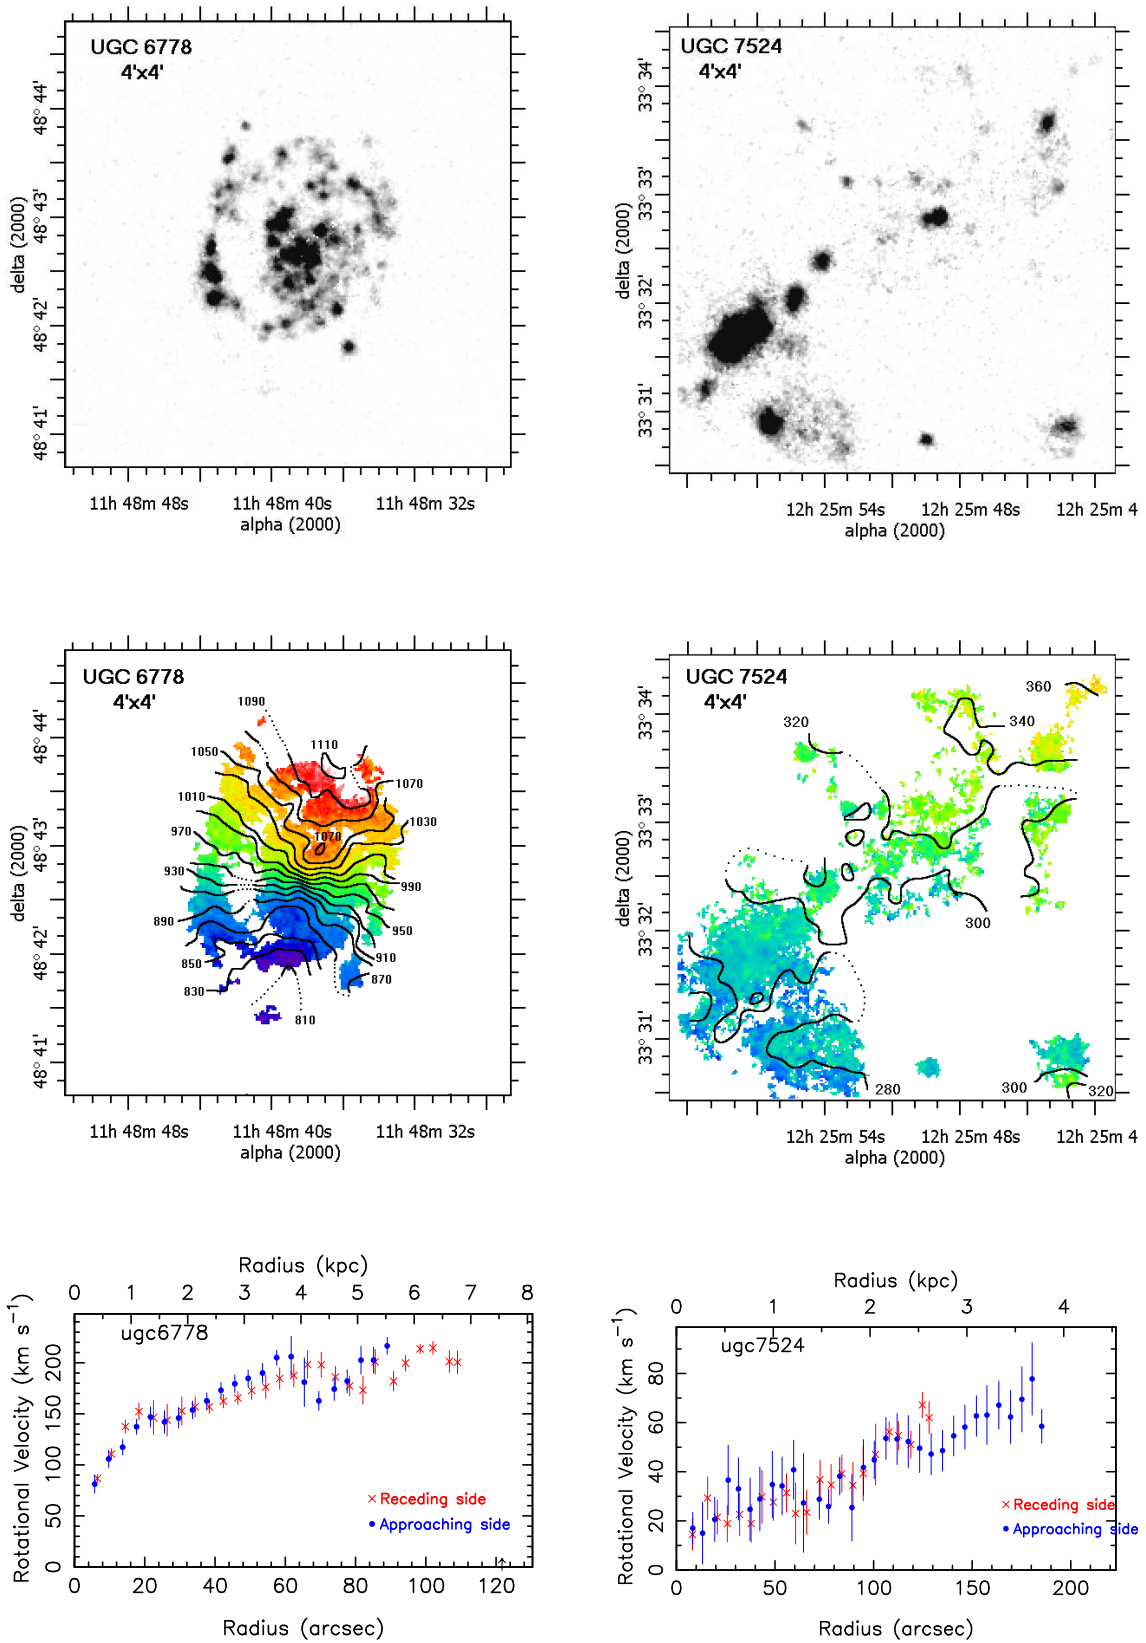 UGC 6778
4'x4'
48° 44'
48° 43'
48° 42'
48° 41'
delta (2000)
11h 48m 48s 11h 48m 40s 11h 48m 32s
alpha (2000)
UGC 7524
4'x4'
33° 34'
33° 33'
33° 32'
33° 31'
delta (2000)
12h 25m 54s 12h 25m 48s 12h 25m 4
alpha (2000)
UGC 6778
4'x4'
1090
1050
1110
1070
1010
1030
970
1070
930
990
890
950
850
910
870
830
810
48° 44'
48° 43'
48° 42'
48° 41'
delta (2000)
11h 48m 48s 11h 48m 40s 11h 48m 32s
alpha (2000)
UGC 7524
4'x4'
360
320
340
300
280
300
320
33° 34'
33° 33'
33° 32'
33° 31'
delta (2000)
12h 25m 54s 12h 25m 48s 12h 25m 4
alpha (2000)
Radius (kpc)
0 1 2 3 4 5 6 7 8
ugc6778
Rotational Velocity (km s⁻¹)
200
150
100
50
0
× Receding side
• Approaching side
0 20 40 60 80 100 120
Radius (arcsec)
Radius (kpc)
0 1 2 3 4
ugc7524
Rotational Velocity (km s⁻¹)
80
60
40
20
0
× Receding side
• Approaching side
0 50 100 150 200
Radius (arcsec)